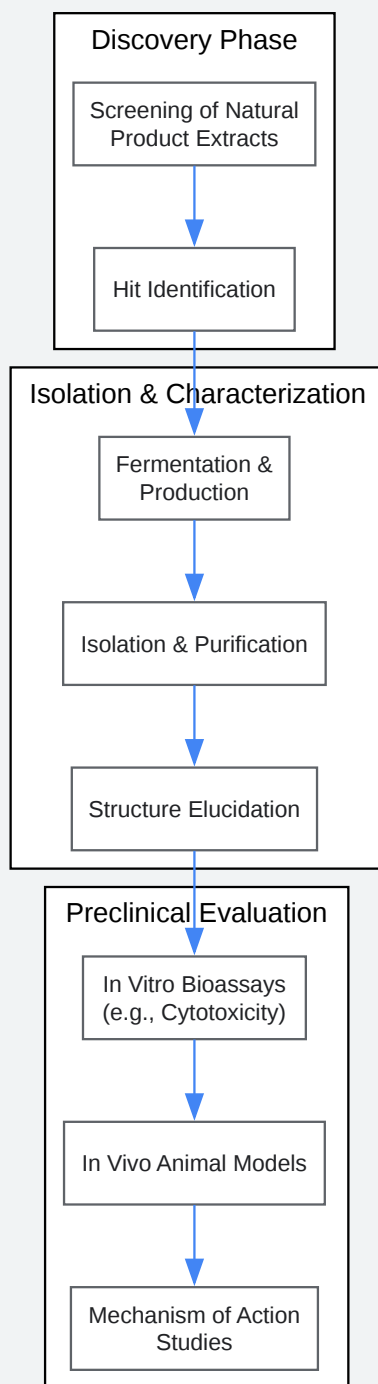 Discovery Phase
Screening of Natural
Product Extracts
Hit Identification
Isolation & Characterization
Fermentation &
Production
Isolation & Purification
Structure Elucidation
Preclinical Evaluation
In Vitro Bioassays
(e.g., Cytotoxicity)
In Vivo Animal Models
Mechanism of Action
Studies